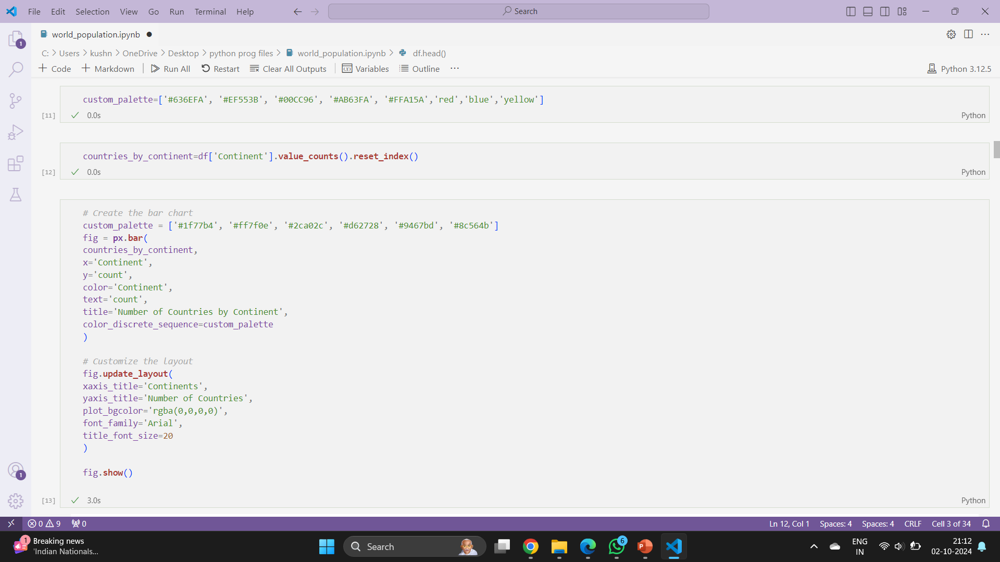 File Edit Selection View Go Run Terminal Help
Search
world_population.ipynb
C: > Users > kushn > OneDrive > Desktop > python prog files > world_population.ipynb > df.head()
+ Code + Markdown | Run All Restart Clear All Outputs | Variables Outline ...
Python 3.12.5
custom_palette=['#636EFA', '#EF553B', '#00CC96', '#AB63FA', '#FFA15A','red','blue','yellow']
[11] 0.0s Python
countries_by_continent=df['Continent'].value_counts().reset_index()
[12] 0.0s Python
# Create the bar chart
custom_palette = ['#1f77b4', '#ff7f0e', '#2ca02c', '#d62728', '#9467bd', '#8c564b']
fig = px.bar(
countries_by_continent,
x='Continent',
y='count',
color='Continent',
text='count',
title='Number of Countries by Continent',
color_discrete_sequence=custom_palette
)
# Customize the layout
fig.update_layout(
xaxis_title='Continents',
yaxis_title='Number of Countries',
plot_bgcolor='rgba(0,0,0,0)',
font_family='Arial',
title_font_size=20
)
fig.show()
[13] 3.0s Python
1
1
0 9 0
Ln 12, Col 1 Spaces: 4 Spaces: 4 CRLF Cell 3 of 34
1
Breaking news
'Indian Nationals...
Search
6
P
ENG
IN
21:12
02-10-2024